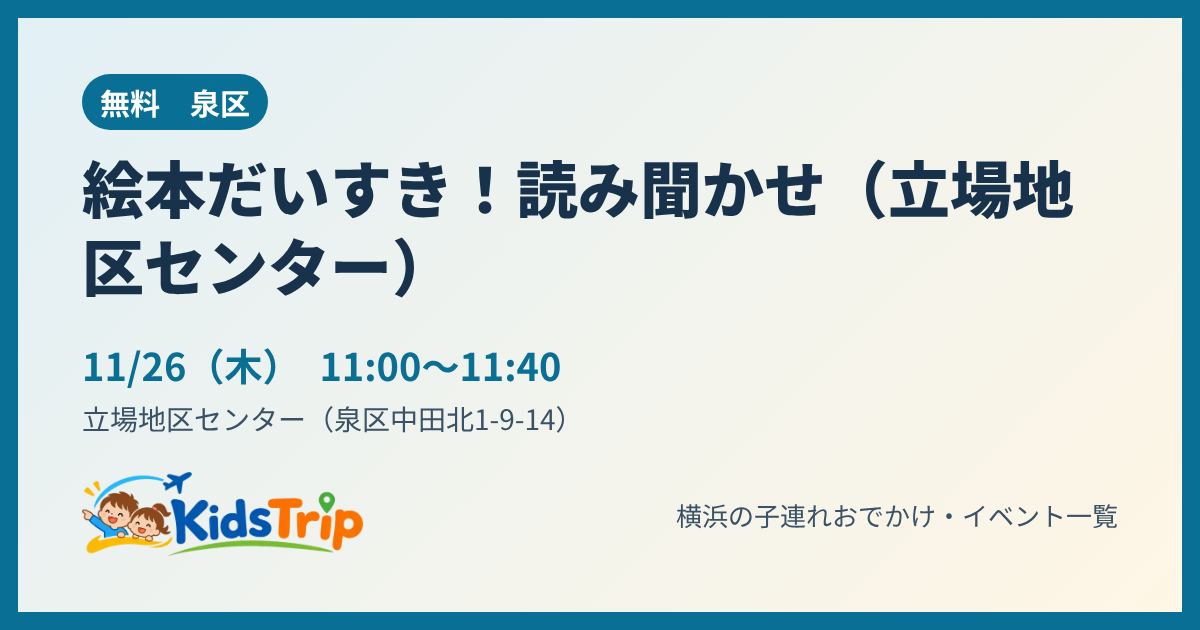 無料　泉区
絵本だいすき！読み聞かせ（立場地
区センター）
11/26（木）　11:00〜11:40
立場地区センター（泉区中田北1-9-14）
KidsTrip
横浜の子連れおでかけ・イベント一覧